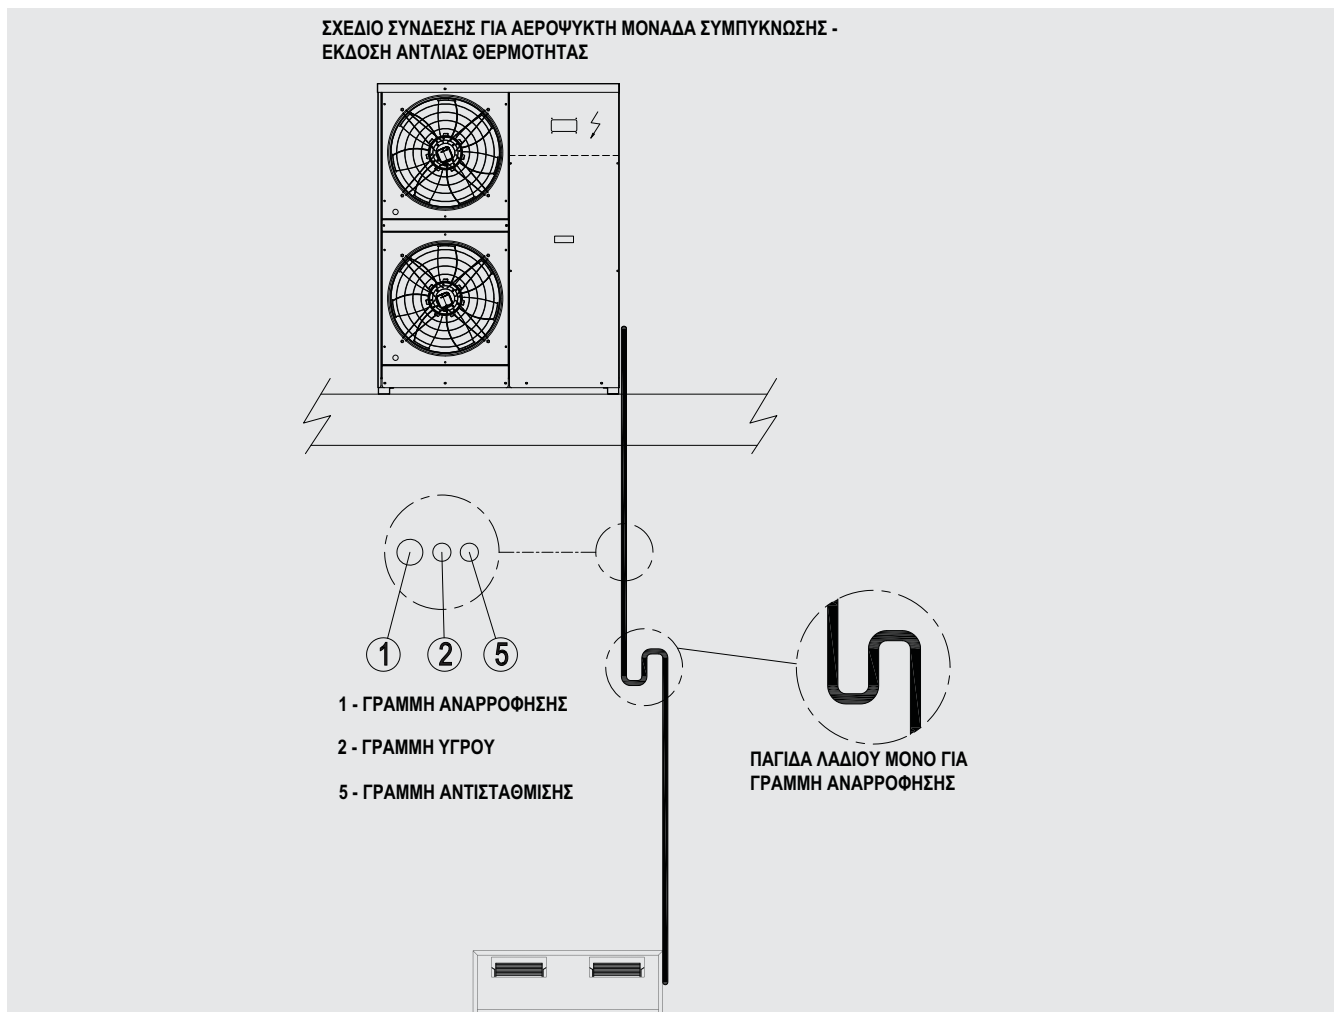 ΣΧΕΔΙΟ ΣΥΝΔΕΣΗΣ ΓΙΑ ΑΕΡΟΨΥΚΤΗ ΜΟΝΑΔΑ ΣΥΜΠΥΚΝΩΣΗΣ -
ΕΚΔΟΣΗ ΑΝΤΛΙΑΣ ΘΕΡΜΟΤΗΤΑΣ
1 2 5
1 - ΓΡΑΜΜΗ ΑΝΑΡΡΟΦΗΣΗΣ
2 - ΓΡΑΜΜΗ ΥΓΡΟΥ
5 - ΓΡΑΜΜΗ ΑΝΤΙΣΤΑΘΜΙΣΗΣ
ΠΑΓΙΔΑ ΛΑΔΙΟΥ ΜΟΝΟ ΓΙΑ
ΓΡΑΜΜΗ ΑΝΑΡΡΟΦΗΣΗΣ